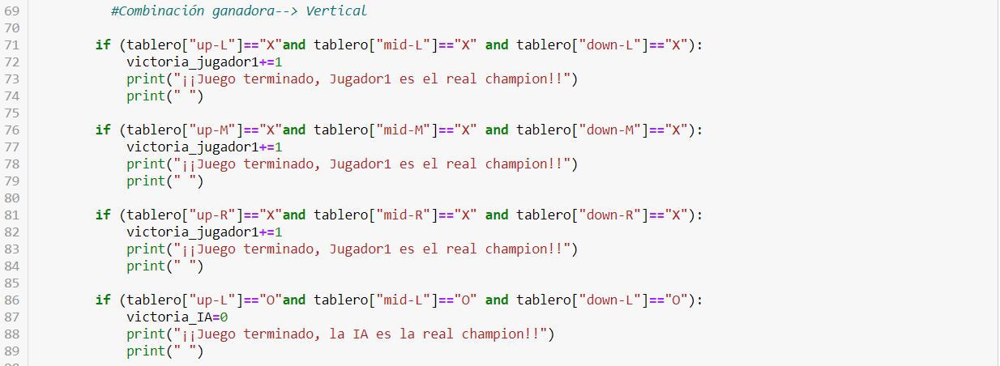 69 #Combinación ganadora--> Vertical
70
71 if (tablero["up-L"]=="X"and tablero["mid-L"]=="X" and tablero["down-L"]=="X"):
72 victoria_jugador1+=1
73 print("¡¡Juego terminado, Jugador1 es el real champion!!")
74 print(" ")
75
76 if (tablero["up-M"]=="X"and tablero["mid-M"]=="X" and tablero["down-M"]=="X"):
77 victoria_jugador1+=1
78 print("¡¡Juego terminado, Jugador1 es el real champion!!")
79 print(" ")
80
81 if (tablero["up-R"]=="X"and tablero["mid-R"]=="X" and tablero["down-R"]=="X"):
82 victoria_jugador1+=1
83 print("¡¡Juego terminado, Jugador1 es el real champion!!")
84 print(" ")
85
86 if (tablero["up-L"]=="O"and tablero["mid-L"]=="O" and tablero["down-L"]=="O"):
87 victoria_IA=0
88 print("¡¡Juego terminado, la IA es la real champion!!")
89 print(" ")